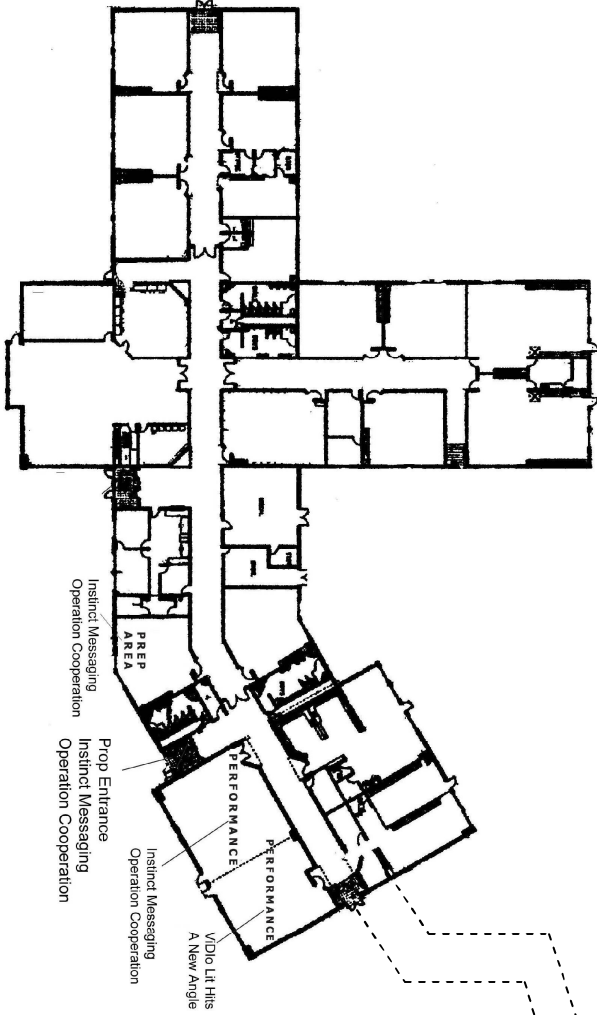 Instinct Messaging
Operation Cooperation
PREP
AREA
Prop Entrance
Instinct Messaging
Operation Cooperation
PERFORMANCE
PERFORMANCE
Instinct Messaging
Operation Cooperation
ViDIo Lit Hits
A New Angle